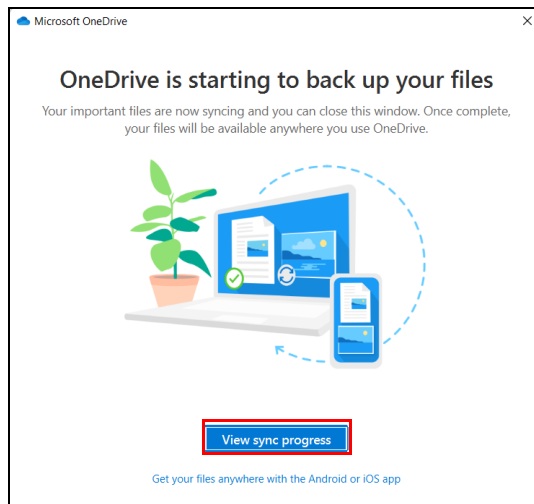 Microsoft OneDrive
OneDrive is starting to back up your files
Your important files are now syncing and you can close this window. Once complete,
your files will be available anywhere you use OneDrive.
View sync progress
Get your files anywhere with the Android or iOS app